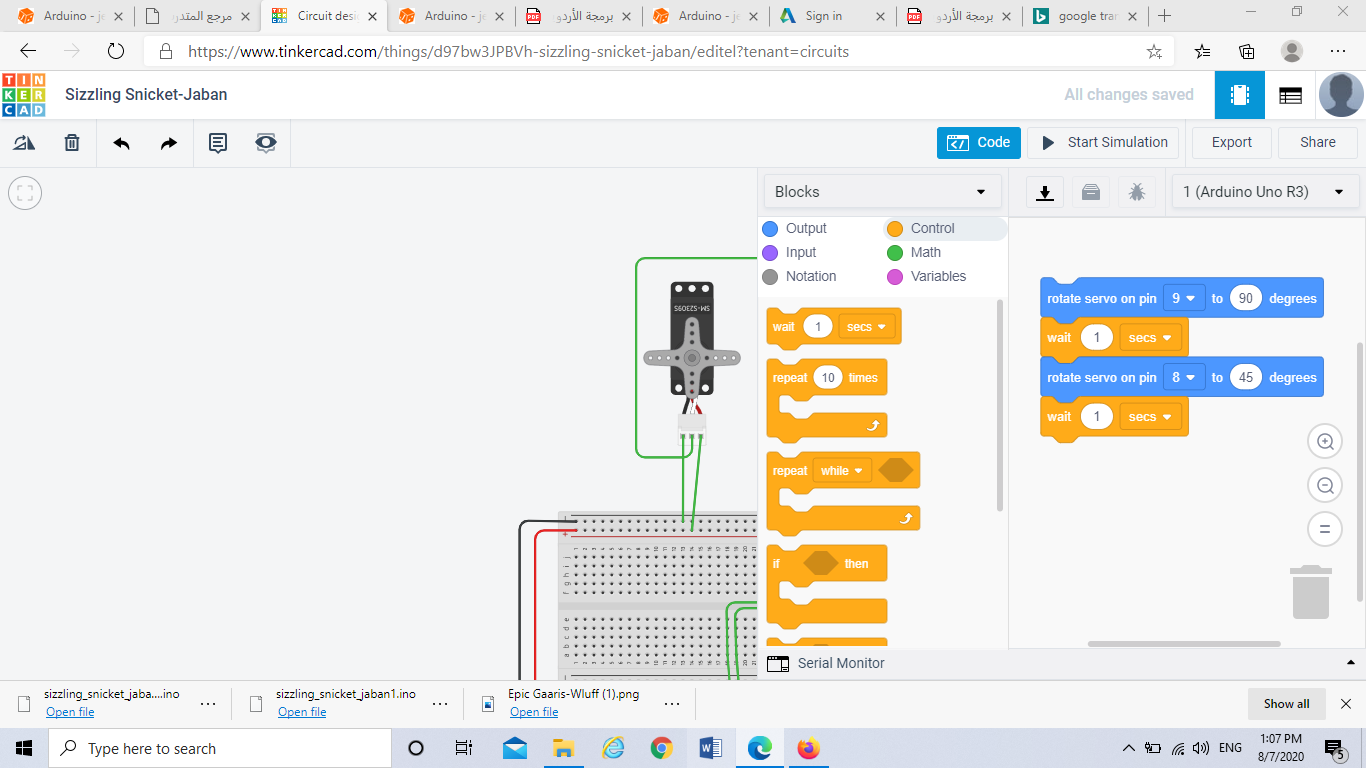 Arduino - je
مرجع المتدر
Circuit desi
Arduino - je
PDF
برمجة الأردو
Arduino - je
Sign in
PDF
برمجة الأردو
google tran
https://www.tinkercad.com/things/d97bw3JPBVh-sizzling-snicket-jaban/editel?tenant=circuits
TIN
KER
CAD
Sizzling Snicket-Jaban
All changes saved
Code
Start Simulation
Export
Share
Blocks
1 (Arduino Uno R3)
Output
Control
Input
Math
Notation
Variables
SM-S2309S
wait 1 secs
repeat 10 times
repeat while
if then
rotate servo on pin 9 to 90 degrees
wait 1 secs
rotate servo on pin 8 to 45 degrees
wait 1 secs
Serial Monitor
sizzling_snicket_jaba....ino
Open file
sizzling_snicket_jaban1.ino
Open file
Epic Gaaris-Wluff (1).png
Open file
Show all
Type here to search
ENG
1:07 PM
8/7/2020
5